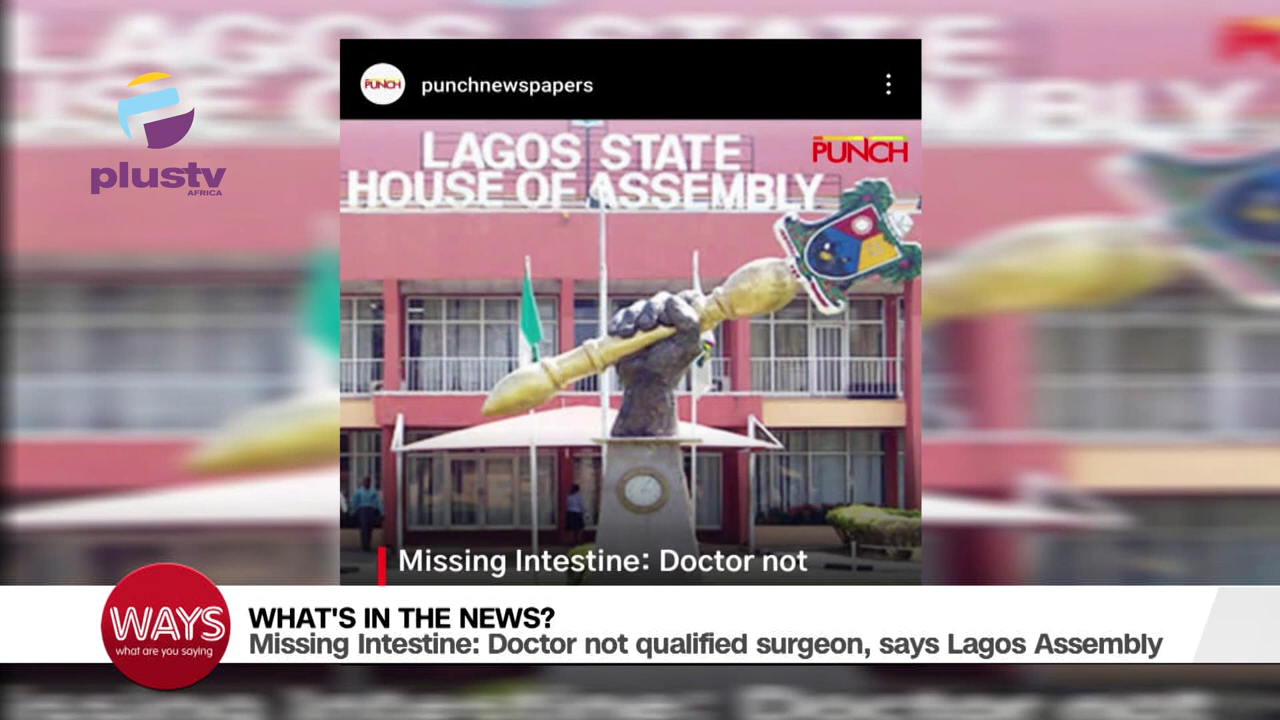 PUNCH
punchnewspapers
LAGOS STATE
HOUSE OF ASSEMBLY
PUNCH
plustv
AFRICA
Missing Intestine: Doctor not
WAYS
what are you saying
WHAT'S IN THE NEWS?
Missing Intestine: Doctor not qualified surgeon, says Lagos Assembly